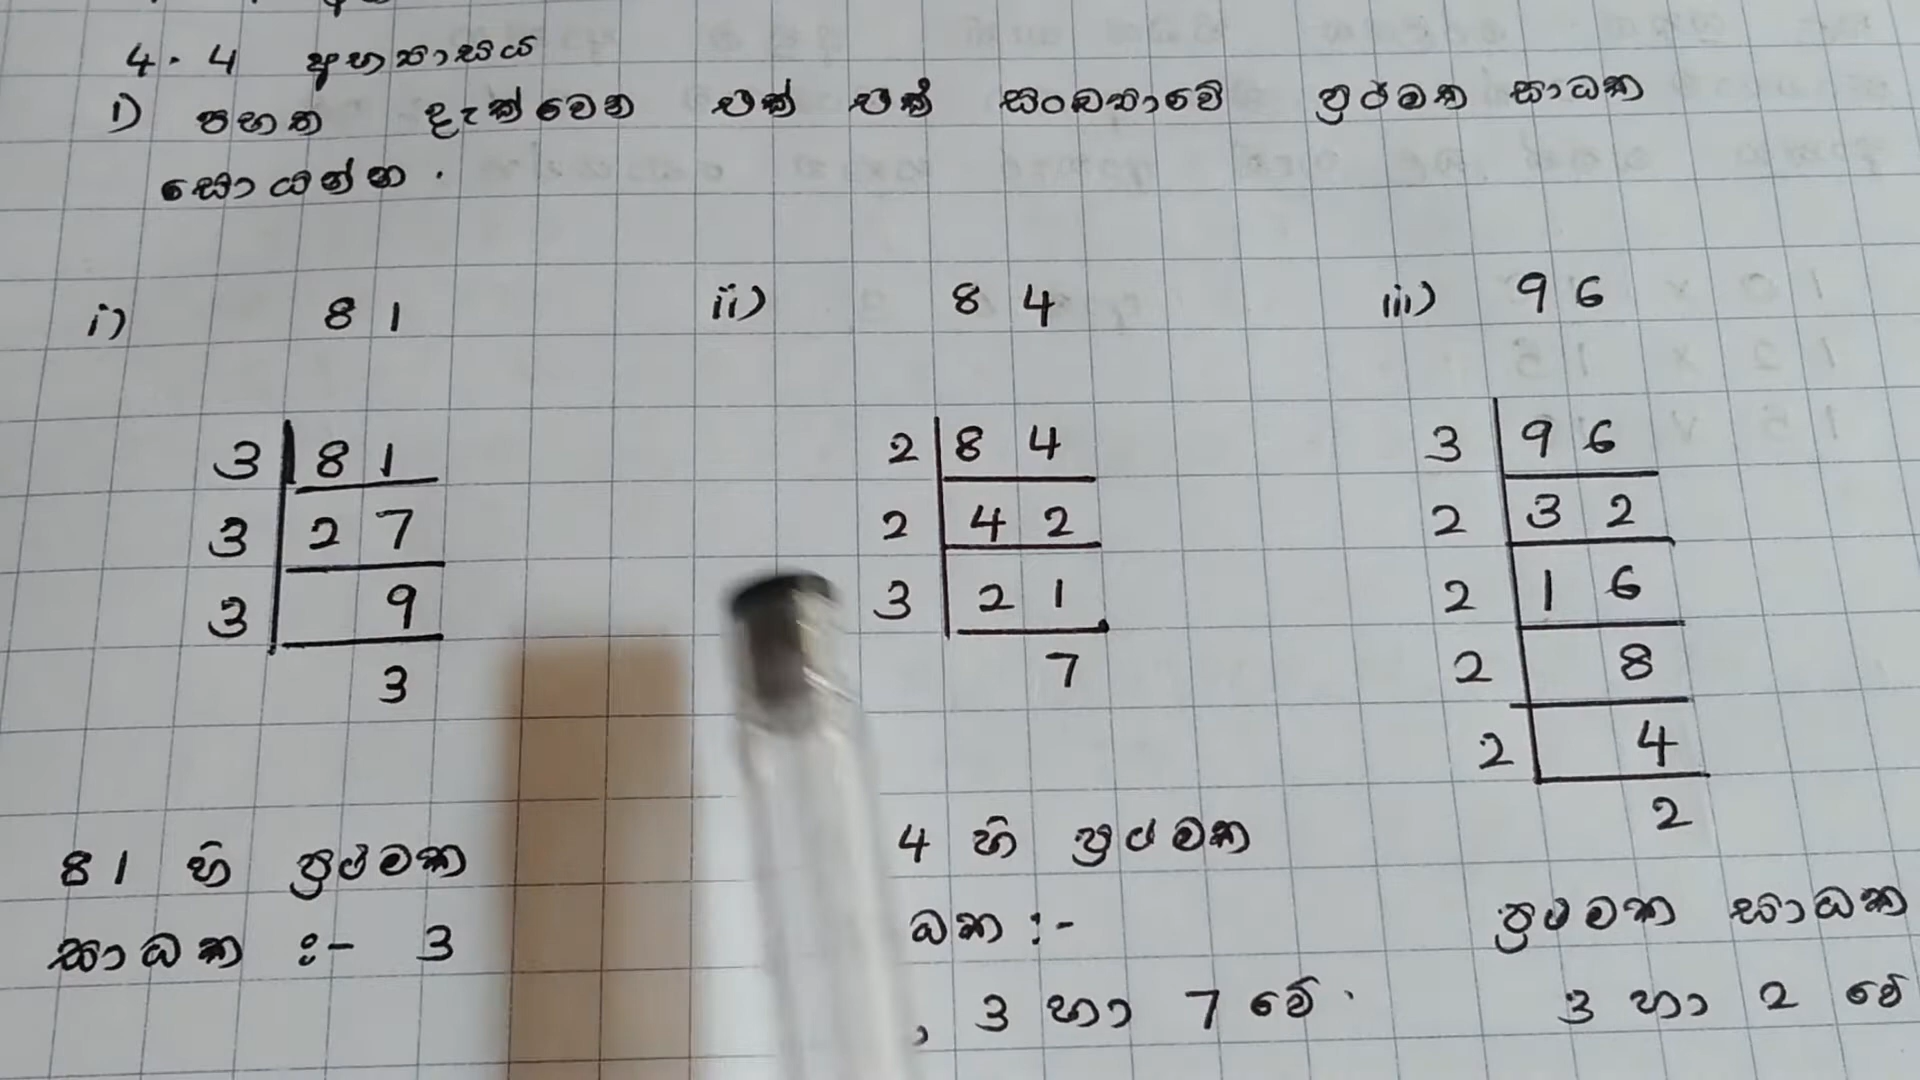 4.4 අභ්‍යාසය
1) පහත දැක්වෙන එක් එක් සංඛ්‍යාවේ ප්‍රථමක සාධක
සොයන්න.
i) 81
3 81
3 27
3 9
3
81 හි ප්‍රථමක
සාධක :- 3
ii) 84
2 84
2 42
3 21
7
4 හි ප්‍රථමක
ධක :-
, 3 හා 7 වේ.
iii) 96
3 96
2 32
2 16
2 8
2 4
2
ප්‍රථමක සාධක
3 හා 2 වේ